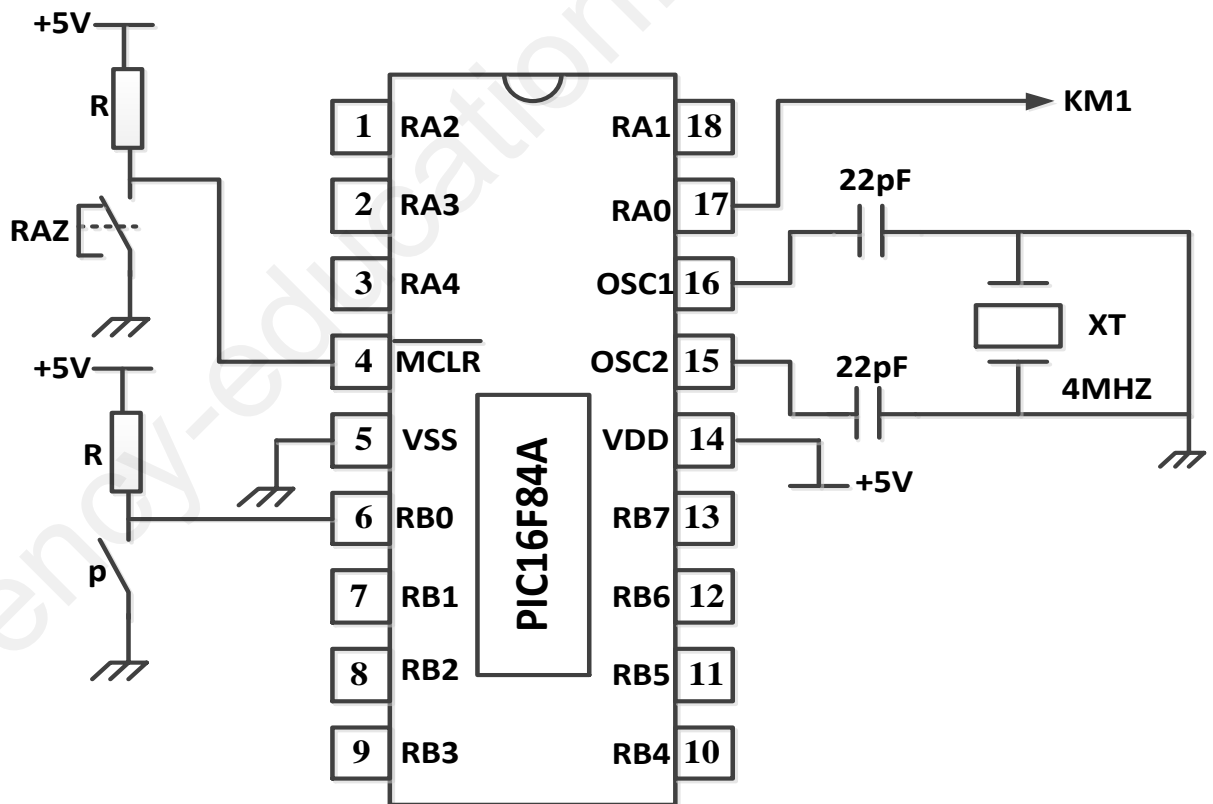 +5V
R
RAZ
+5V
R
p
1 RA2
2 RA3
3 RA4
4 MCLR
5 VSS
6 RB0
7 RB1
8 RB2
9 RB3
PIC16F84A
RA1 18
RA0 17
OSC1 16
OSC2 15
VDD 14
RB7 13
RB6 12
RB5 11
RB4 10
KM1
22pF
XT
22pF
4MHZ
+5V
ency-education